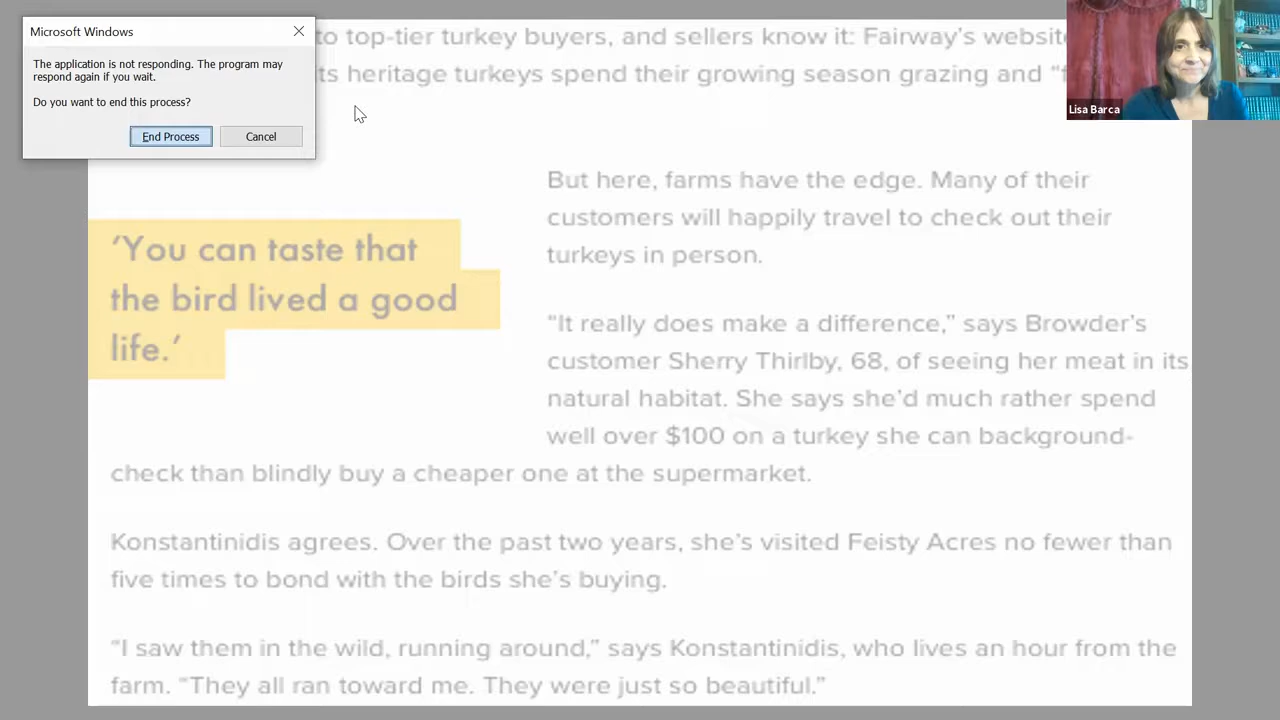 Microsoft Windows
The application is not responding. The program may
respond again if you wait.
Do you want to end this process?
End Process
Cancel
to top-tier turkey buyers, and sellers know it: Fairway's website
heritage turkeys spend their growing season grazing and
Lisa Barca
'You can taste that
the bird lived a good
life.'
But here, farms have the edge. Many of their
customers will happily travel to check out their
turkeys in person.
“It really does make a difference,” says Browder's
customer Sherry Thirlby, 68, of seeing her meat in its
natural habitat. She says she'd much rather spend
well over $100 on a turkey she can background-
check than blindly buy a cheaper one at the supermarket.
Konstantinidis agrees. Over the past two years, she's visited Feisty Acres no fewer than
five times to bond with the birds she's buying.
“I saw them in the wild, running around,” says Konstantinidis, who lives an hour from the
farm. “They all ran toward me. They were just so beautiful.”